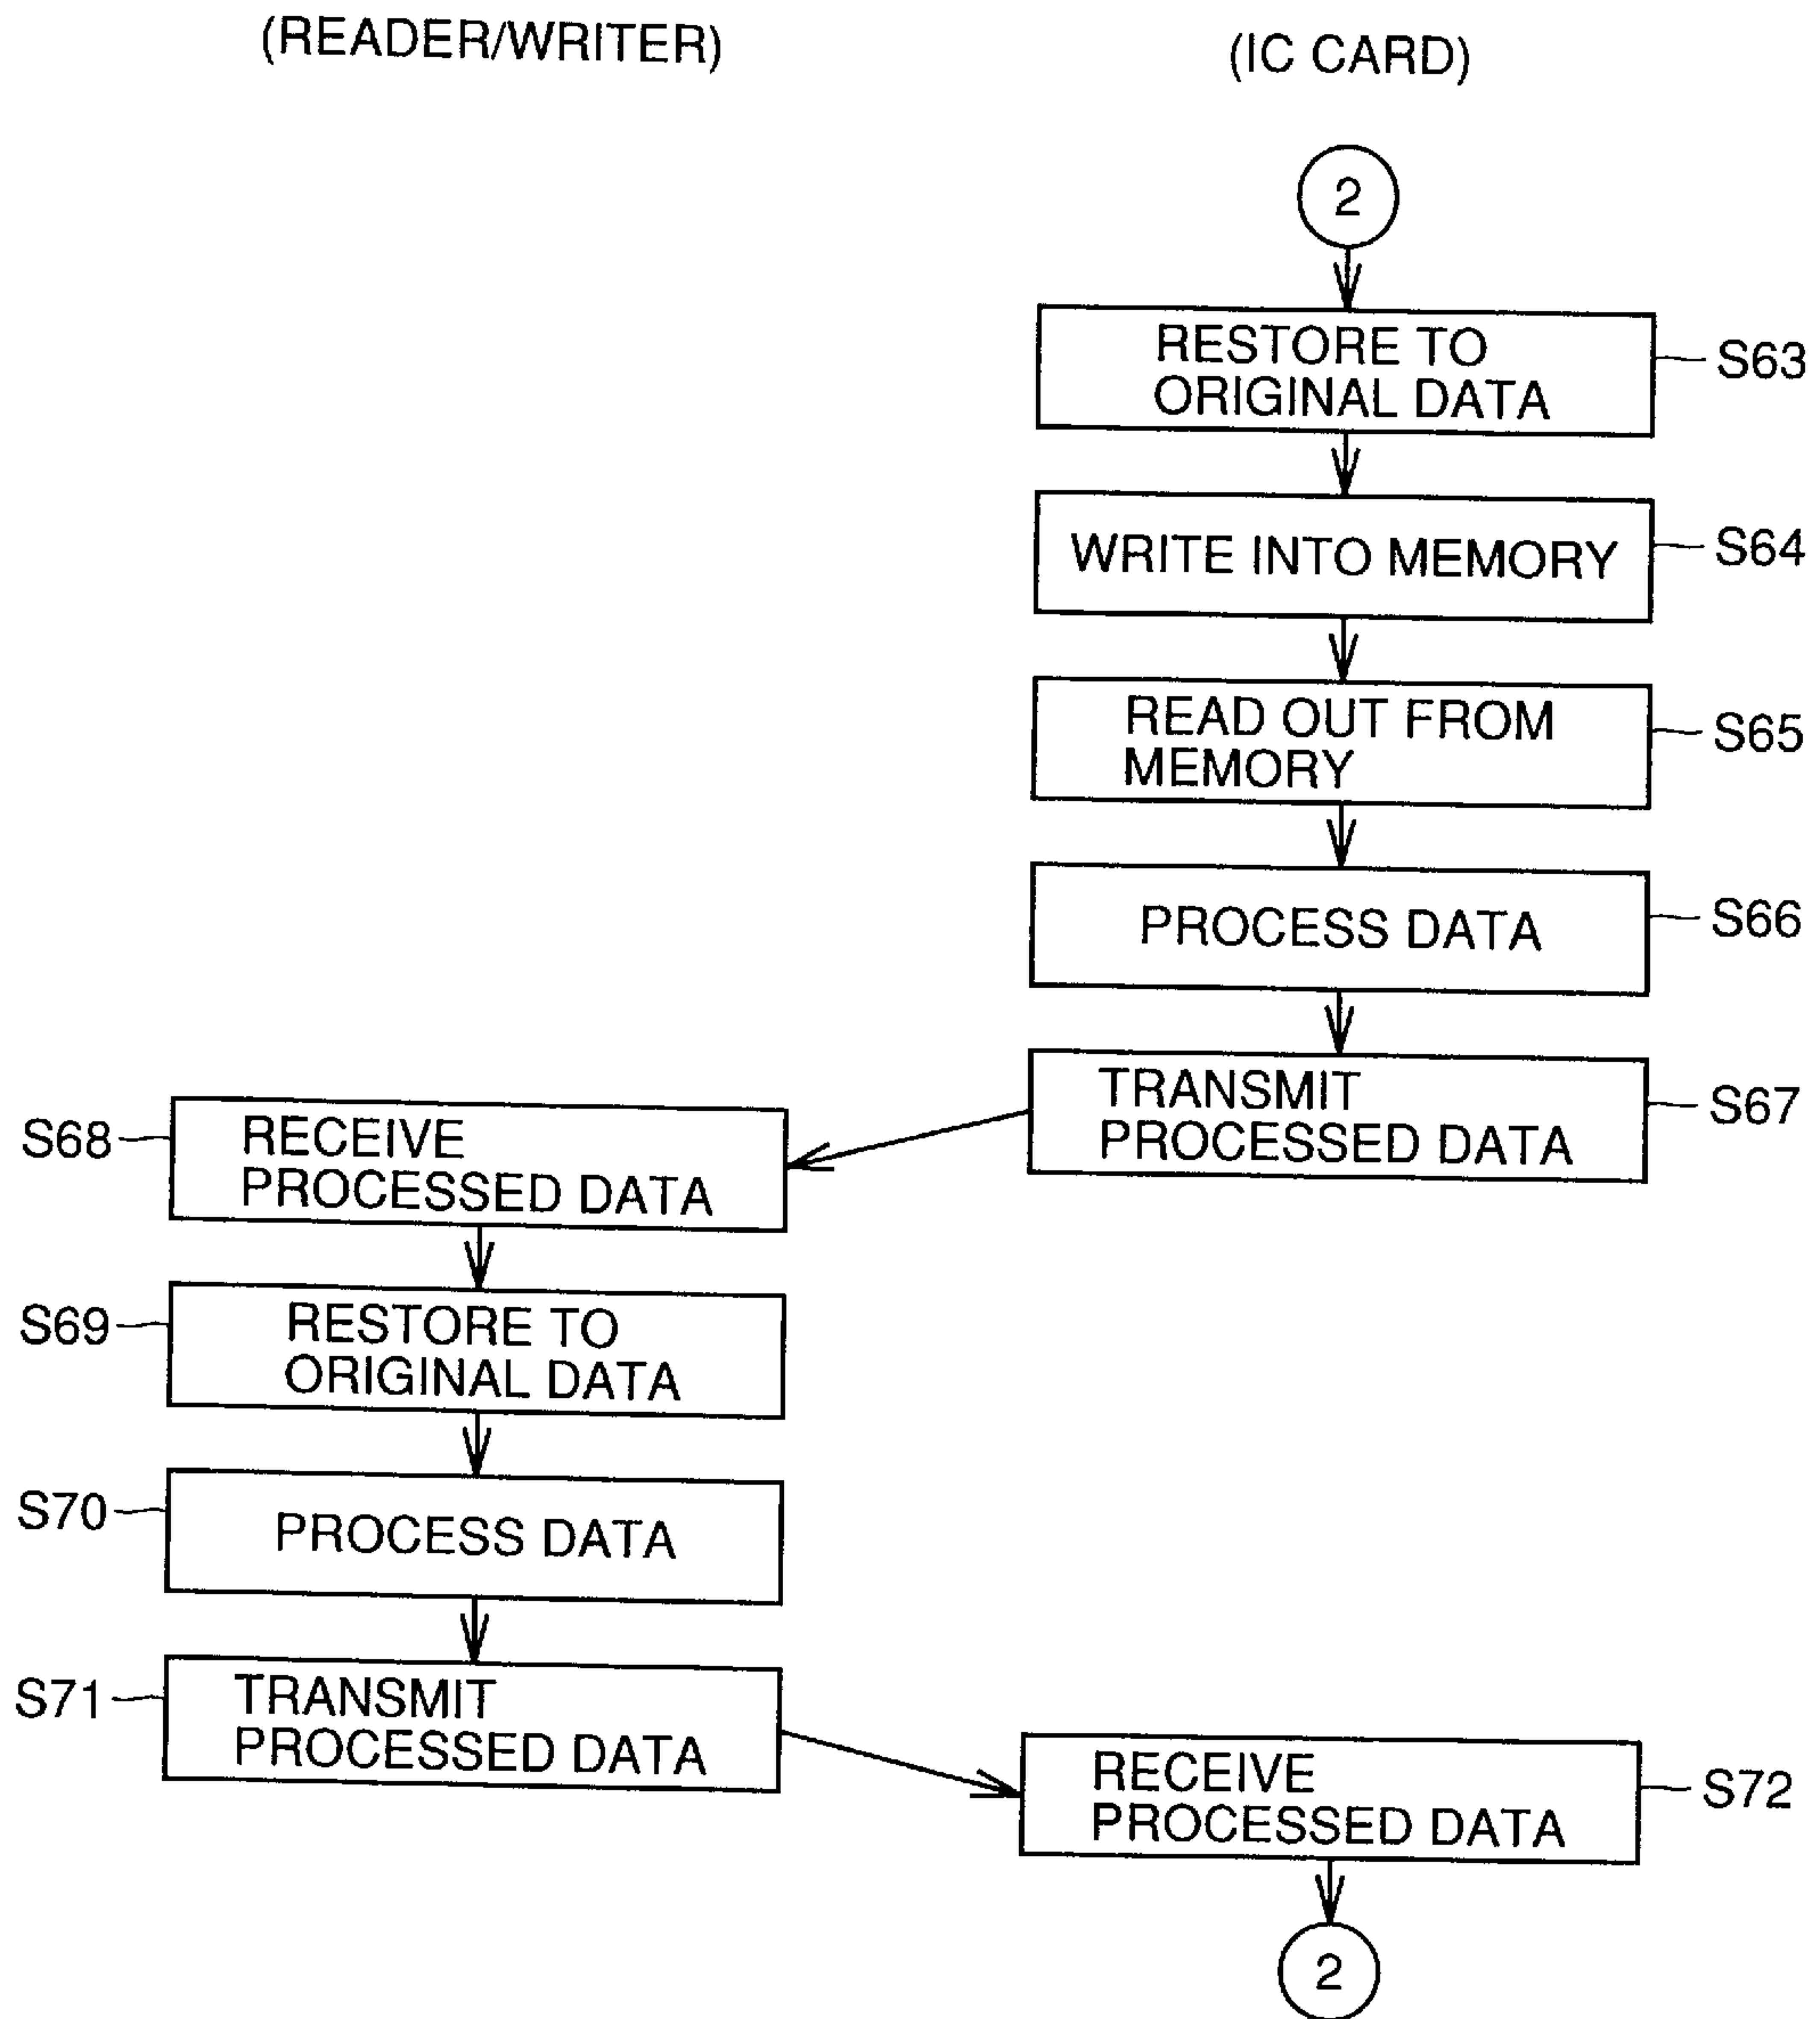 (READER/WRITER)
(IC CARD)
2
RESTORE TO
ORIGINAL DATA
S63
WRITE INTO MEMORY
S64
READ OUT FROM
MEMORY
S65
PROCESS DATA
S66
TRANSMIT
PROCESSED DATA
S67
S68
RECEIVE
PROCESSED DATA
S69
RESTORE TO
ORIGINAL DATA
S70
PROCESS DATA
S71
TRANSMIT
PROCESSED DATA
RECEIVE
PROCESSED DATA
S72
2